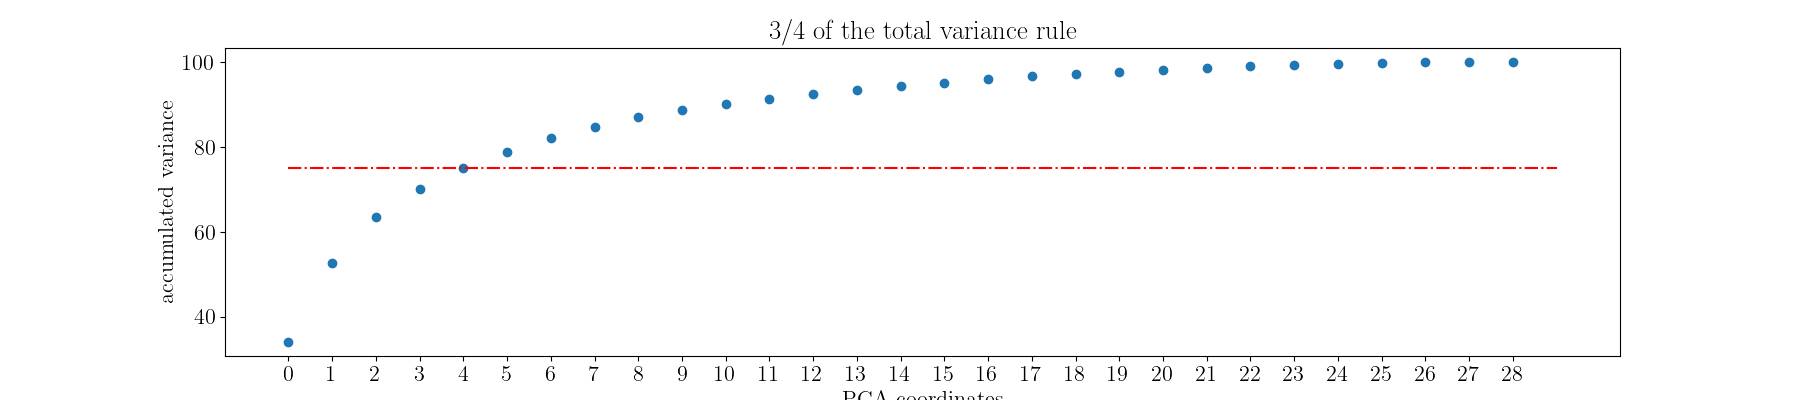 3/4 of the total variance rule
100
80
60
40
accumulated variance
0 1 2 3 4 5 6 7 8 9 10 11 12 13 14 15 16 17 18 19 20 21 22 23 24 25 26 27 28
PCA coordinates